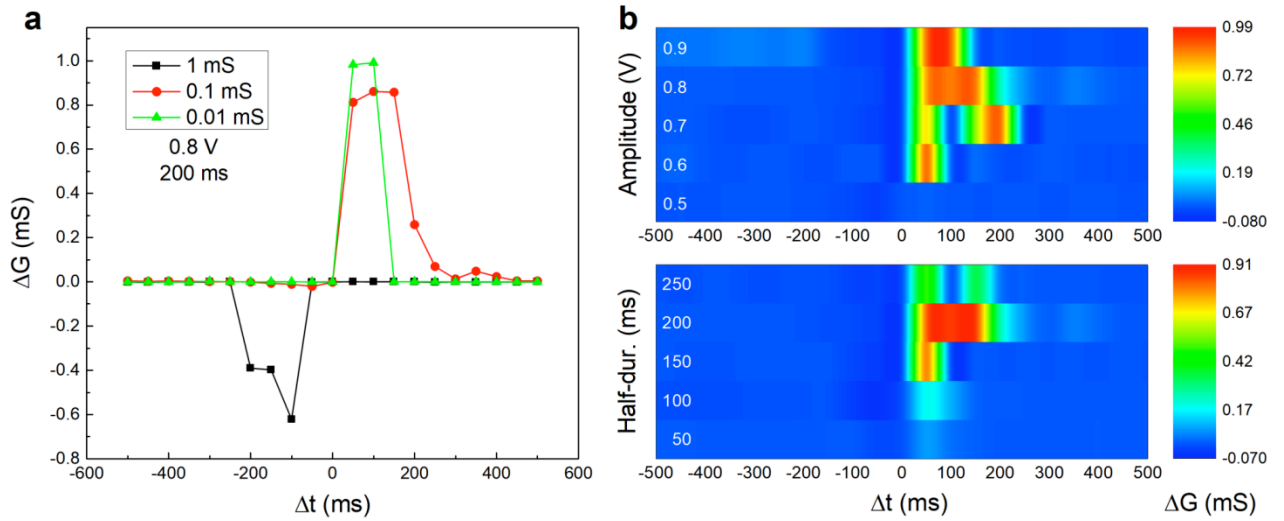 a
1 mS
0.1 mS
0.01 mS
0.8 V
200 ms
1.0
0.8
0.6
0.4
0.2
0.0
-0.2
-0.4
-0.6
-0.8
ΔG (mS)
-600 -400 -200 0 200 400 600
Δt (ms)
b
Amplitude (V)
0.9
0.8
0.7
0.6
0.5
-500 -400 -300 -200 -100 0 100 200 300 400 500
0.99
0.72
0.46
0.19
-0.080
Half-dur. (ms)
250
200
150
100
50
-500 -400 -300 -200 -100 0 100 200 300 400 500
Δt (ms)
0.91
0.67
0.42
0.17
-0.070
ΔG (mS)